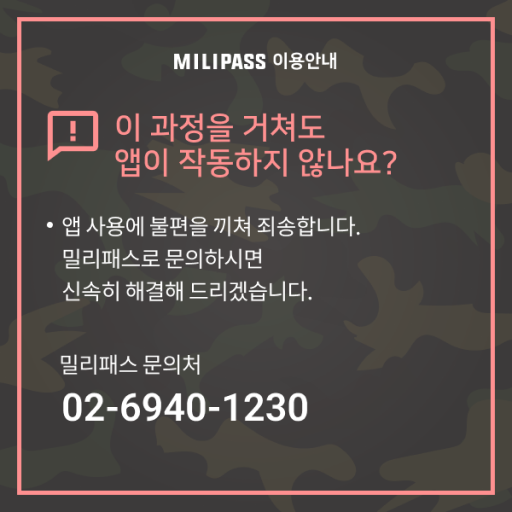 MILIPASS 이용안내
이 과정을 거쳐도
앱이 작동하지 않나요?
• 앱 사용에 불편을 끼쳐 죄송합니다.
밀리패스로 문의하시면
신속히 해결해 드리겠습니다.
밀리패스 문의처
02-6940-1230